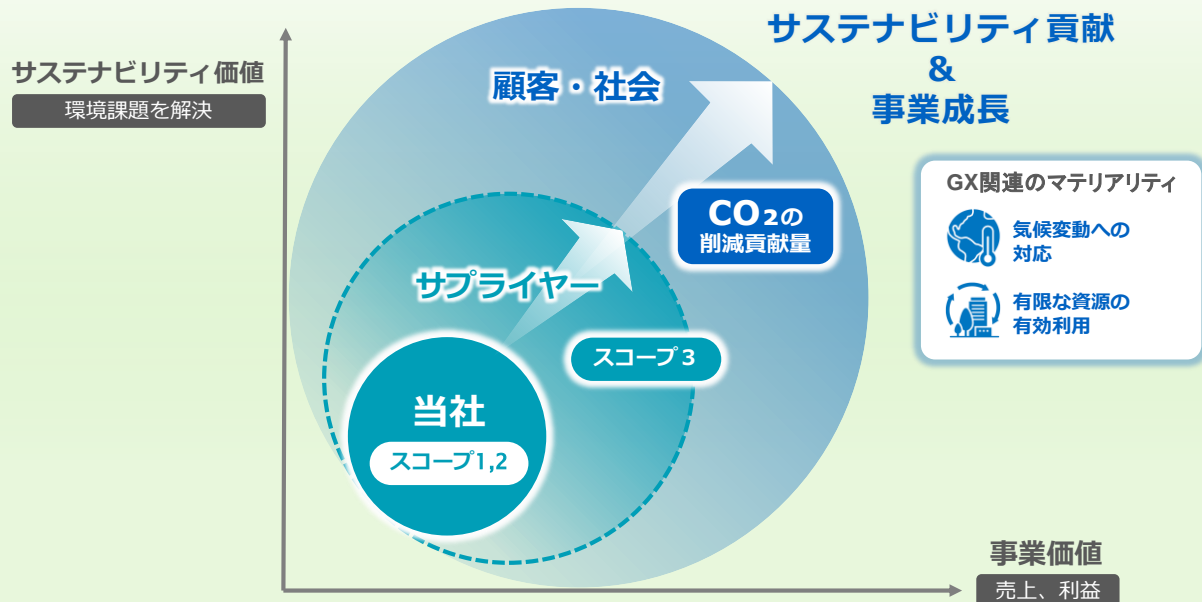 サステナビリティ貢献
&
事業成長
サステナビリティ価値
環境課題を解決
顧客・社会
GX関連のマテリアリティ
気候変動への
対応
有限な資源の
有効利用
CO₂の
削減貢献量
サプライヤー
スコープ3
当社
スコープ1,2
事業価値
売上、利益